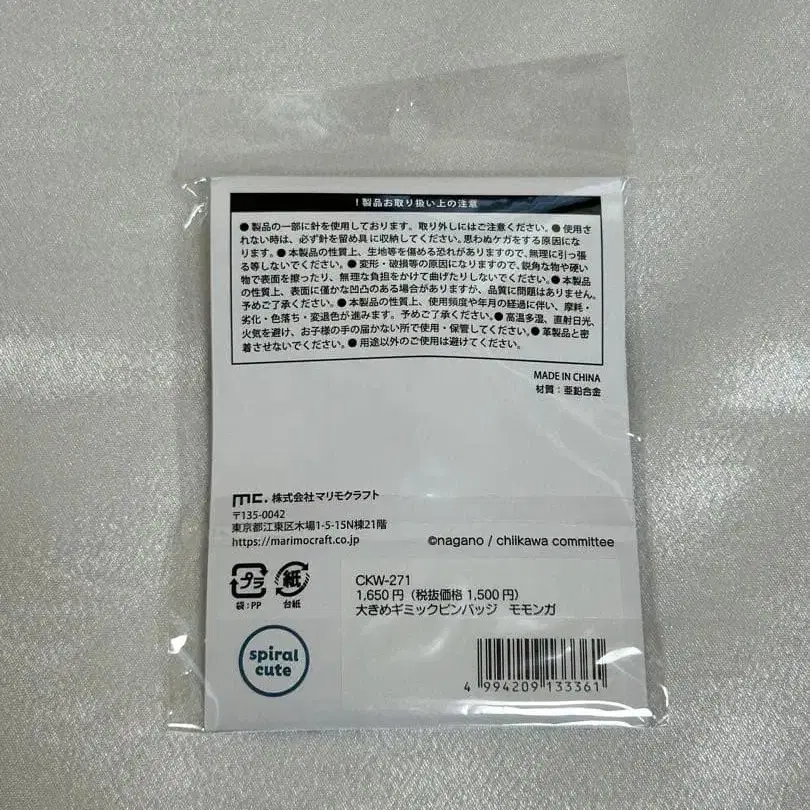 ！製品お取り扱い上の注意
● 製品の一部に針を使用しております。取り外しにはご注意ください。● 使用さ
れない時は、必ず針を留め具に収納してください。思わぬケガをする原因にな
ります。● 本製品の性質上、生地等を傷める恐れがありますので、無理に引っ張
る等しないでください。● 変形・破損等の原因になりますので、鋭角な物や硬い
物で表面を擦ったり、無理な負担をかけて曲げたりしないでください。● 本製品
の性質上、表面に僅かな凹凸のある場合がありますが、品質に問題はありません。
予めご了承ください。● 本製品の性質上、使用頻度や年月の経過に伴い、摩耗・
劣化・色落ち・変退色が進みます。予めご了承ください。● 高温多湿、直射日光、
火気を避け、お子様の手の届かない所で使用・保管してください。● 革製品と密
着させないでください。● 用途以外のご使用は避けてください。
MADE IN CHINA
材質：亜鉛合金
mc. 株式会社マリモクラフト
〒135-0042
東京都江東区木場1-5-15N棟21階
https://marimocraft.co.jp
©nagano / chiikawa committee
プラ
袋：PP
紙
台紙
CKW-271
1,650円（税抜価格 1,500円）
大きめギミックピンバッジ　モモンガ
spiral
cute
4 994209 133361